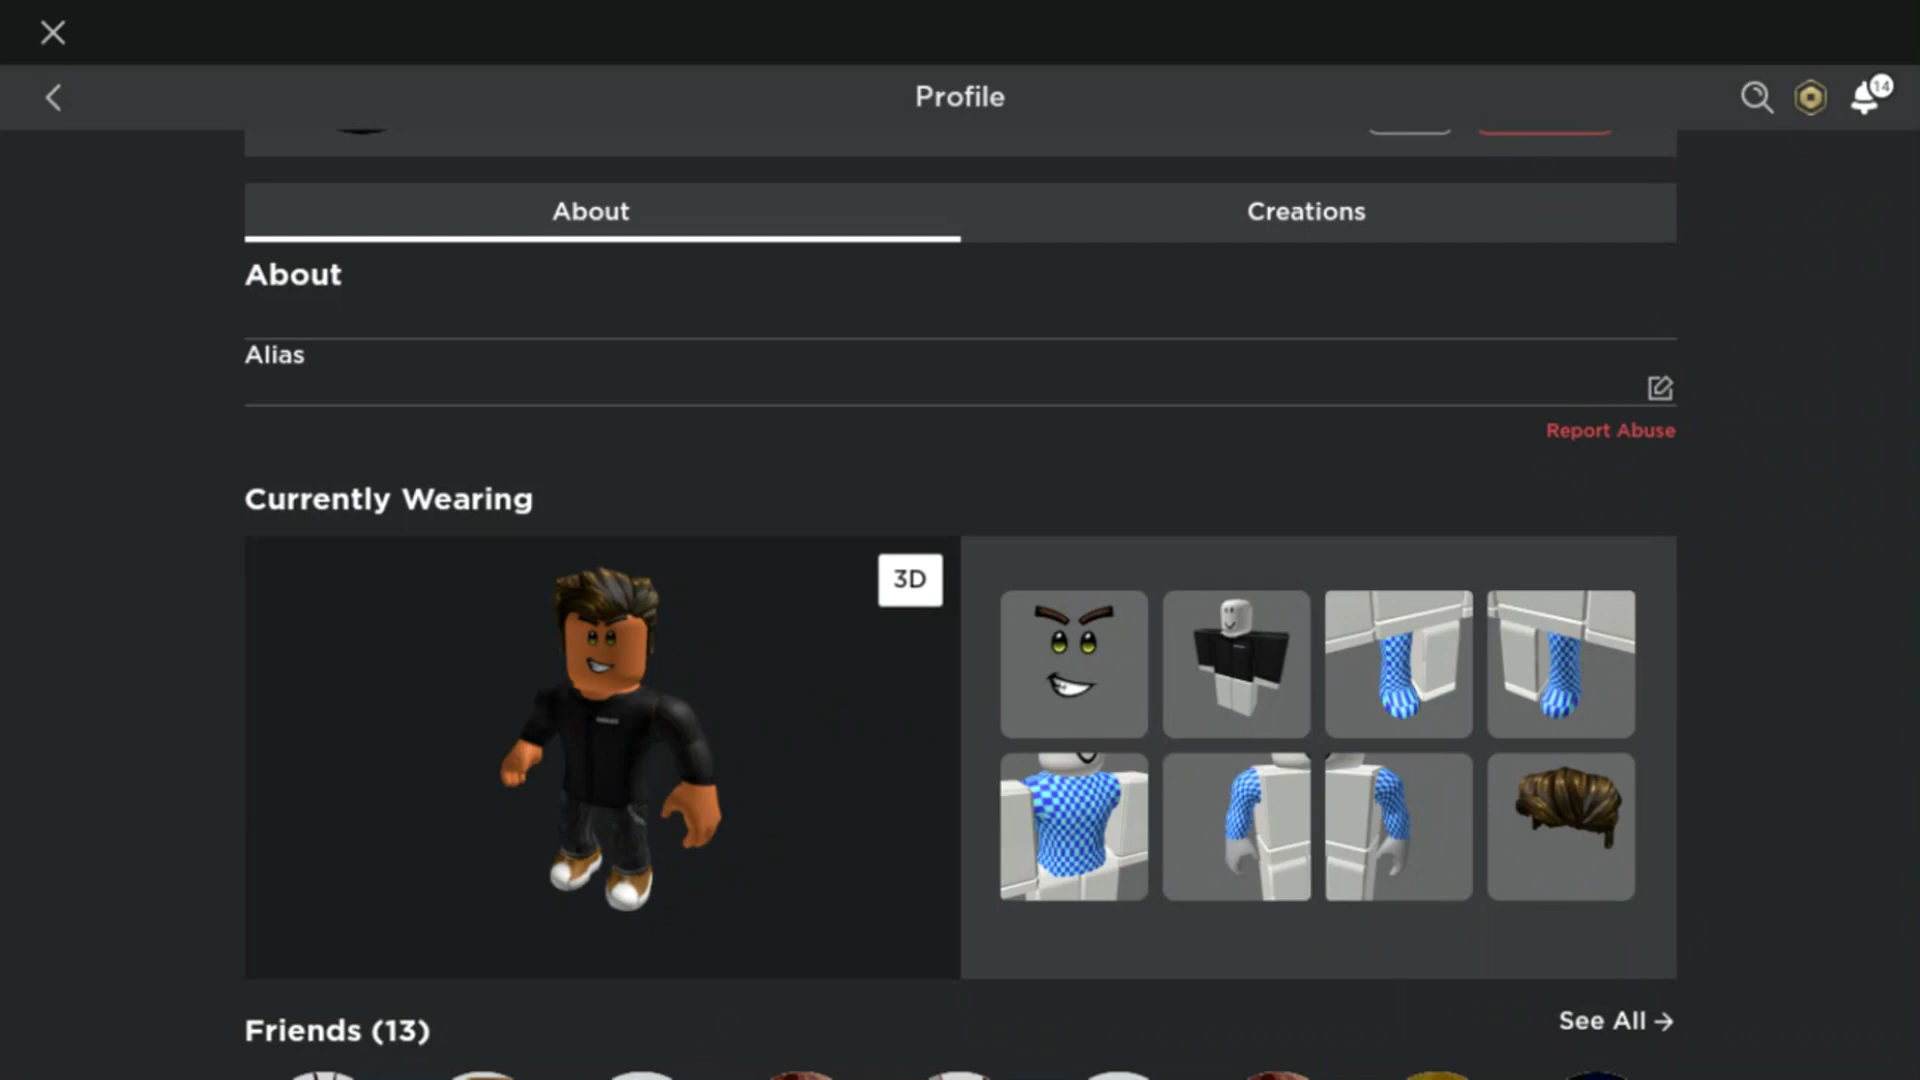 Profile
14
About
Creations
About
Alias
Report Abuse
Currently Wearing
3D
Friends (13)
See All